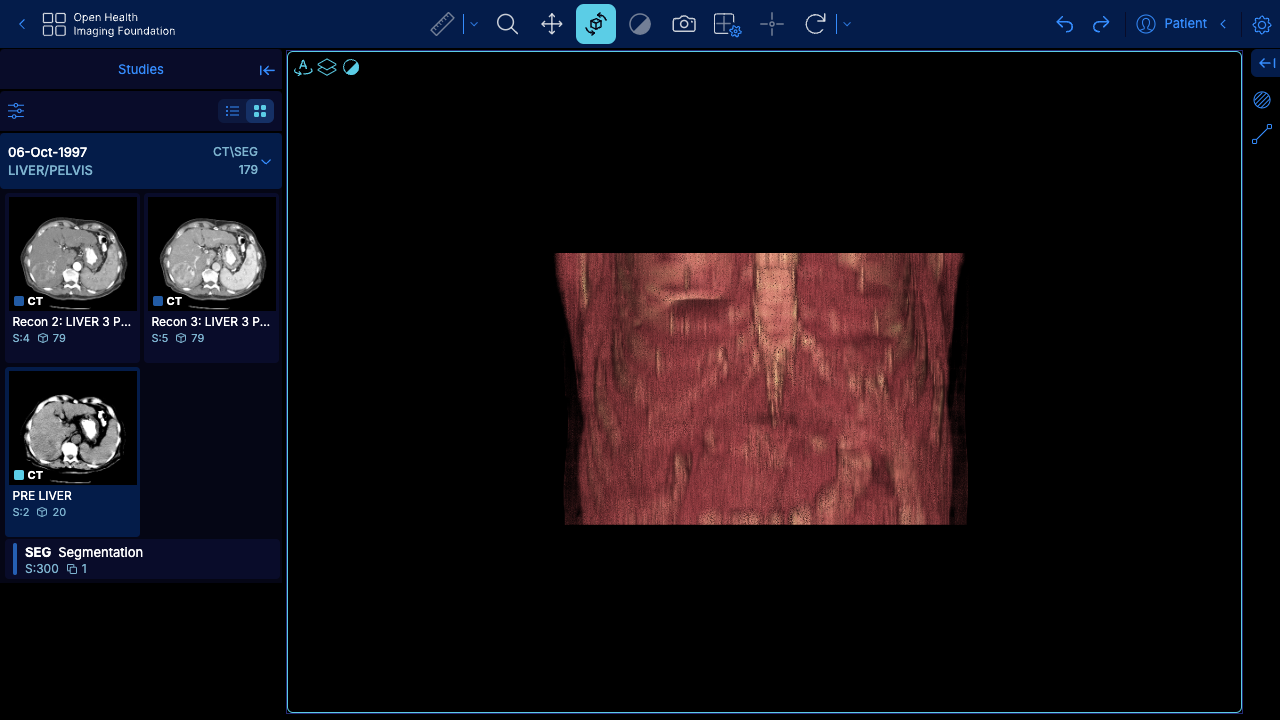 Open Health
Imaging Foundation
Patient
Studies
A
06-Oct-1997
CT\SEG
LIVER/PELVIS
179
CT
CT
Recon 2: LIVER 3 P...
Recon 3: LIVER 3 P...
S:4 79
S:5 79
CT
PRE LIVER
S:2 20
SEG Segmentation
S:300 1